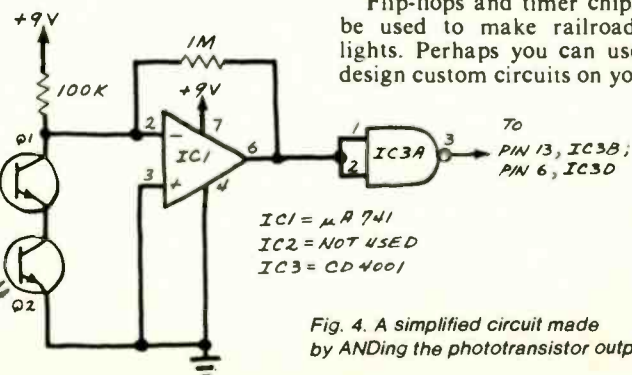 Flip-flops and timer chip
be used to make railroad
lights. Perhaps you can use
design custom circuits on yo
+9V
1M
100K
+9V
Q1
2
7
IC1
6
3
4
1
2
IC3A
3
TO
PIN 13, IC3B;
PIN 6, IC3D
Q2
IC1 = μA 741
IC2 = NOT USED
IC3 = CD4001
Fig. 4. A simplified circuit made
by ANDing the phototransistor outp